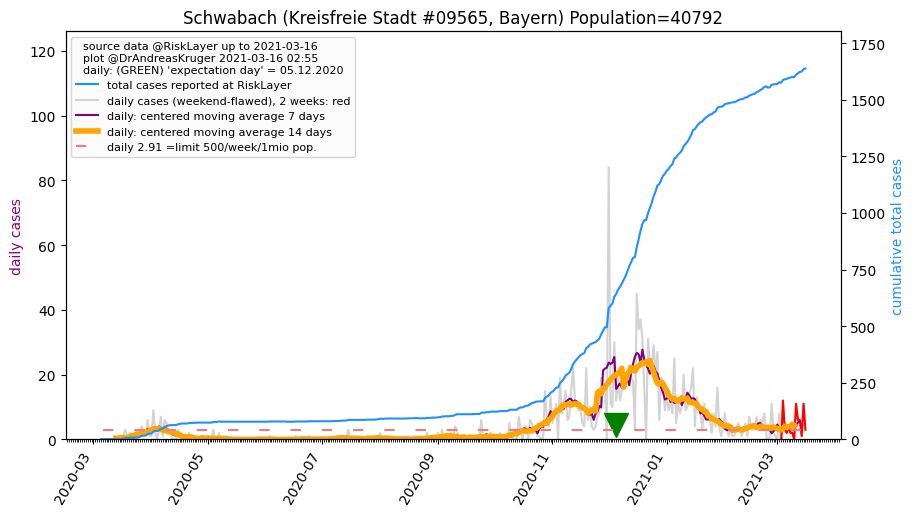 Schwabach (Kreisfreie Stadt #09565, Bayern) Population=40792
source data @RiskLayer up to 2021-03-16
plot @DrAndreasKruger 2021-03-16 02:55
daily: (GREEN) 'expectation day' = 05.12.2020
total cases reported at RiskLayer
daily cases (weekend-flawed), 2 weeks: red
daily: centered moving average 7 days
daily: centered moving average 14 days
daily 2.91 =limit 500/week/1mio pop.
daily cases
120
100
80
60
40
20
0
cumulative total cases
1750
1500
1250
1000
750
500
250
0
2020-03
2020-05
2020-07
2020-09
2020-11
2021-01
2021-03